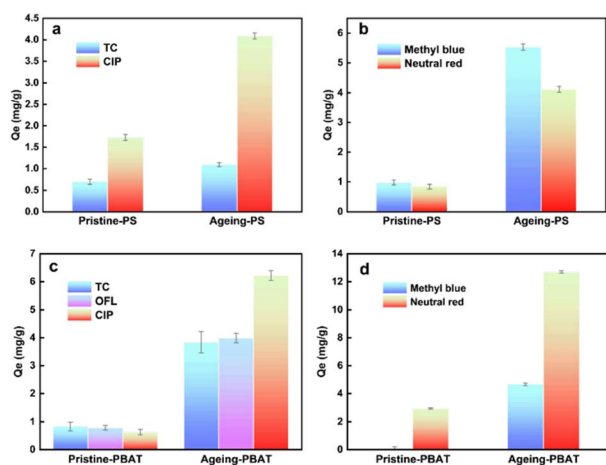 a
TC
CIP
Qe (mg/g)
4.5
4.0
3.5
3.0
2.5
2.0
1.5
1.0
0.5
0.0
Pristine-PS
Ageing-PS
b
Methyl blue
Neutral red
Qe (mg/g)
6
5
4
3
2
1
0
Pristine-PS
Ageing-PS
c
TC
OFL
CIP
Qe (mg/g)
7
6
5
4
3
2
1
0
Pristine-PBAT
Ageing-PBAT
d
Methyl blue
Neutral red
Qe (mg/g)
14
12
10
8
6
4
2
0
Pristine-PBAT
Ageing-PBAT